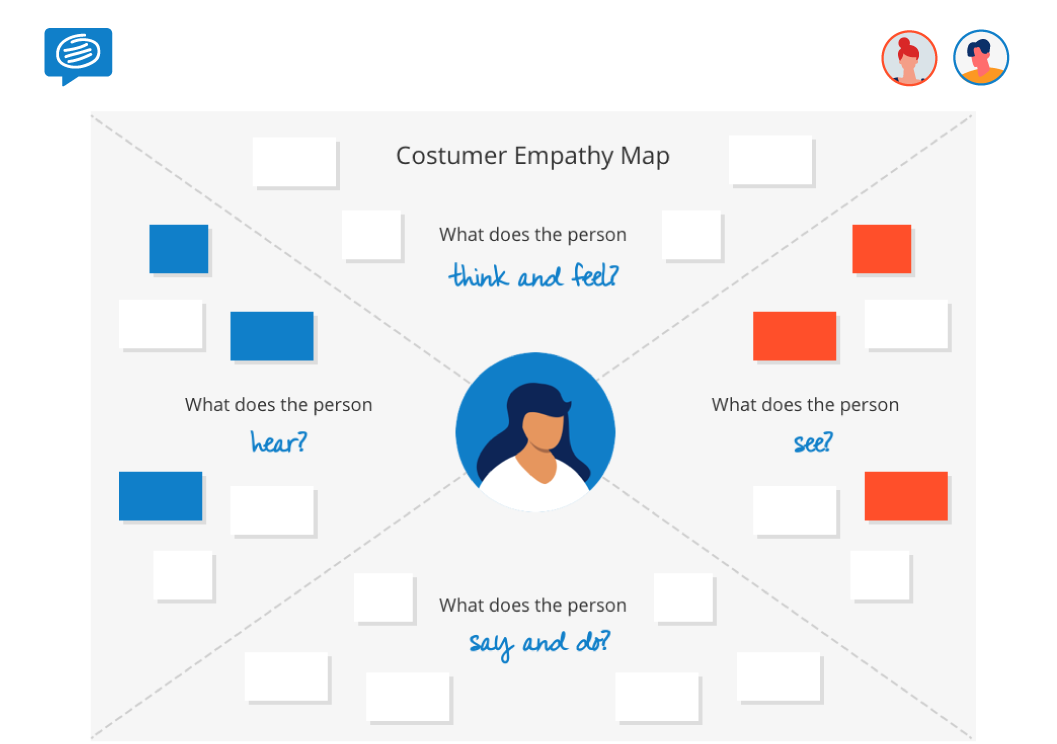 Costumer Empathy Map
What does the person
think and feel?
What does the person
hear?
What does the person
see?
What does the person
say and do?